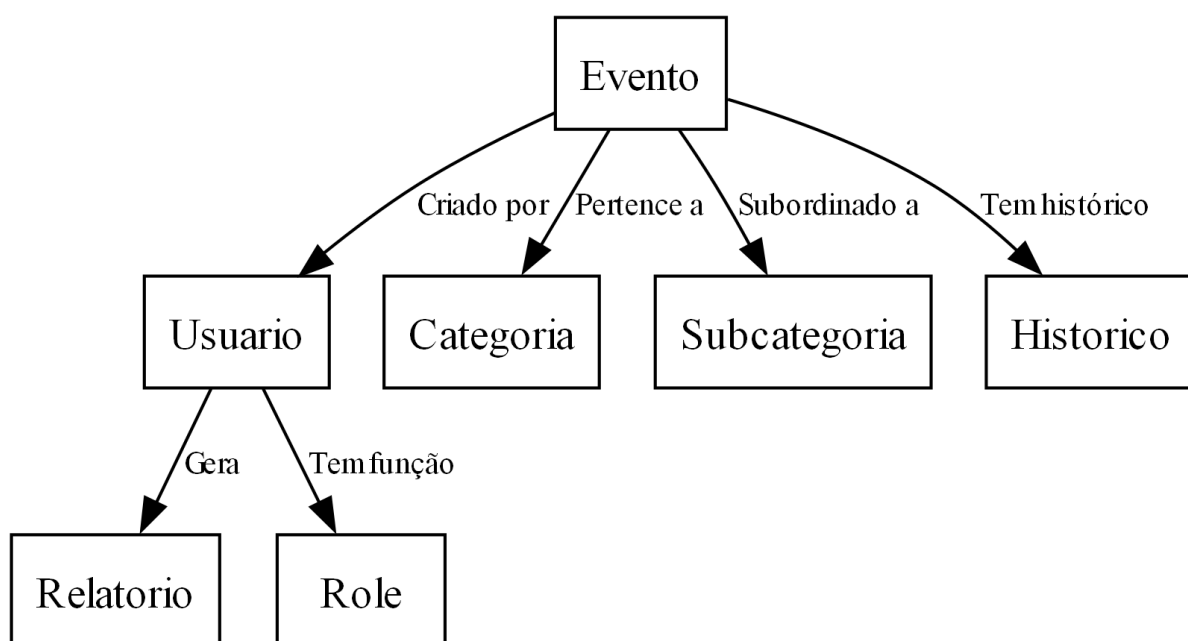 Evento
Criado por
Pertence a
Subordinado a
Tem histórico
Usuario
Categoria
Subcategoria
Historico
Gera
Tem função
Relatorio
Role